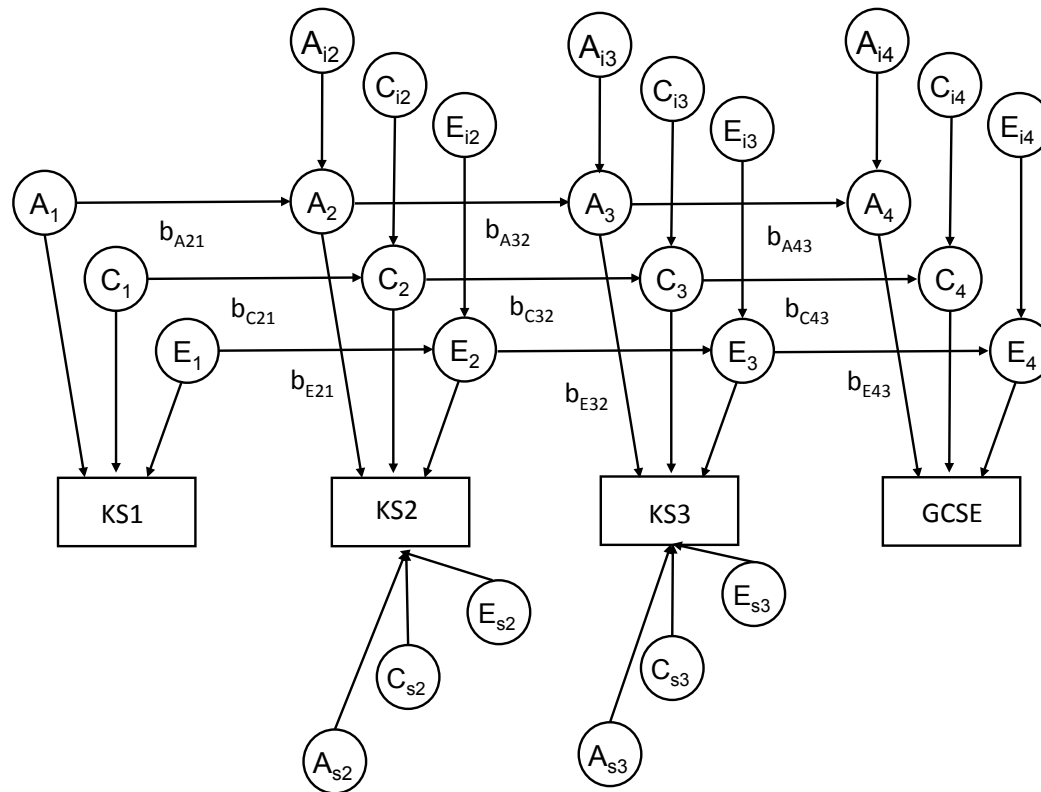 A_i2 A_i3 A_i4
C_i2 C_i3 C_i4
E_i2 E_i3 E_i4
A_1 A_2 A_3 A_4
b_A21 b_A32 b_A43
C_1 C_2 C_3 C_4
b_C21 b_C32 b_C43
E_1 E_2 E_3 E_4
b_E21 b_E32 b_E43
KS1 KS2 KS3 GCSE
E_s2 E_s3
C_s2 C_s3
A_s2 A_s3